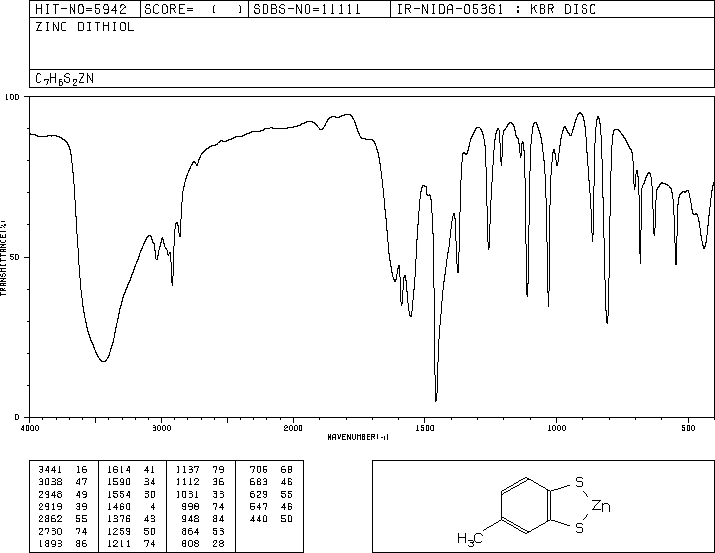 HIT-NO=5942 SCORE= ( ) SDBS-NO=11111 IR-NIDA-05361 : KBR DISC
ZINC DITHIOL
C7H6S2ZN
100
50
0
TRANSMITTANCE(%)
4000 3000 2000 1500 1000 500
WAVENUMBER(-1)
3441 16 1614 41 1137 79 706 68
3038 47 1590 34 1112 36 683 46
2948 49 1554 30 1031 33 629 55
2919 39 1460 4 998 74 547 46
2862 55 1376 43 948 84 440 50
2730 74 1259 50 864 53
1893 86 1211 74 808 28
S
Zn
S
H3C